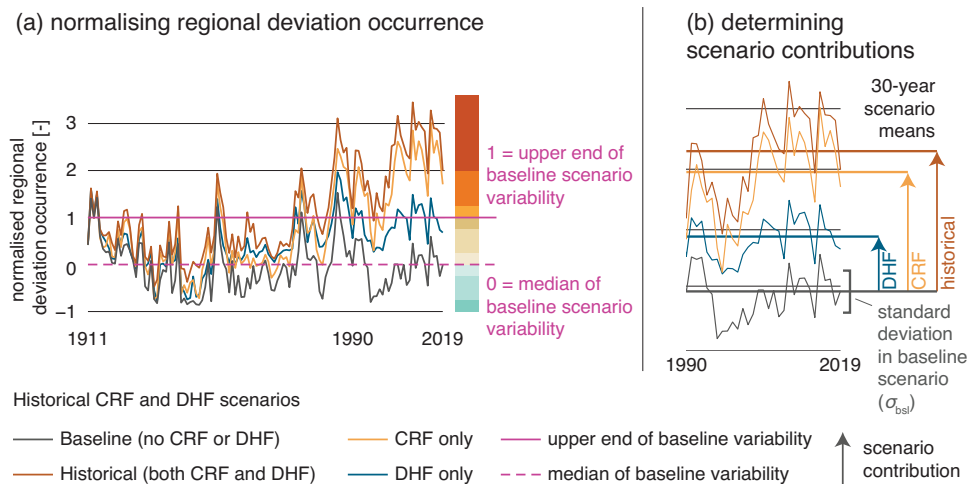 (a) normalising regional deviation occurrence
normalised regional
deviation occurrence [-]
3
2
1
0
−1
1911
1990
2019
1 = upper end of
baseline scenario
variability
0 = median of
baseline scenario
variability
(b) determining
scenario contributions
30-year
scenario
means
DHF
CRF
historical
1990
2019
standard
deviation
in baseline
scenario
(σbsl)
Historical CRF and DHF scenarios
Baseline (no CRF or DHF)
CRF only
upper end of baseline variability
Historical (both CRF and DHF)
DHF only
median of baseline variability
scenario
contribution